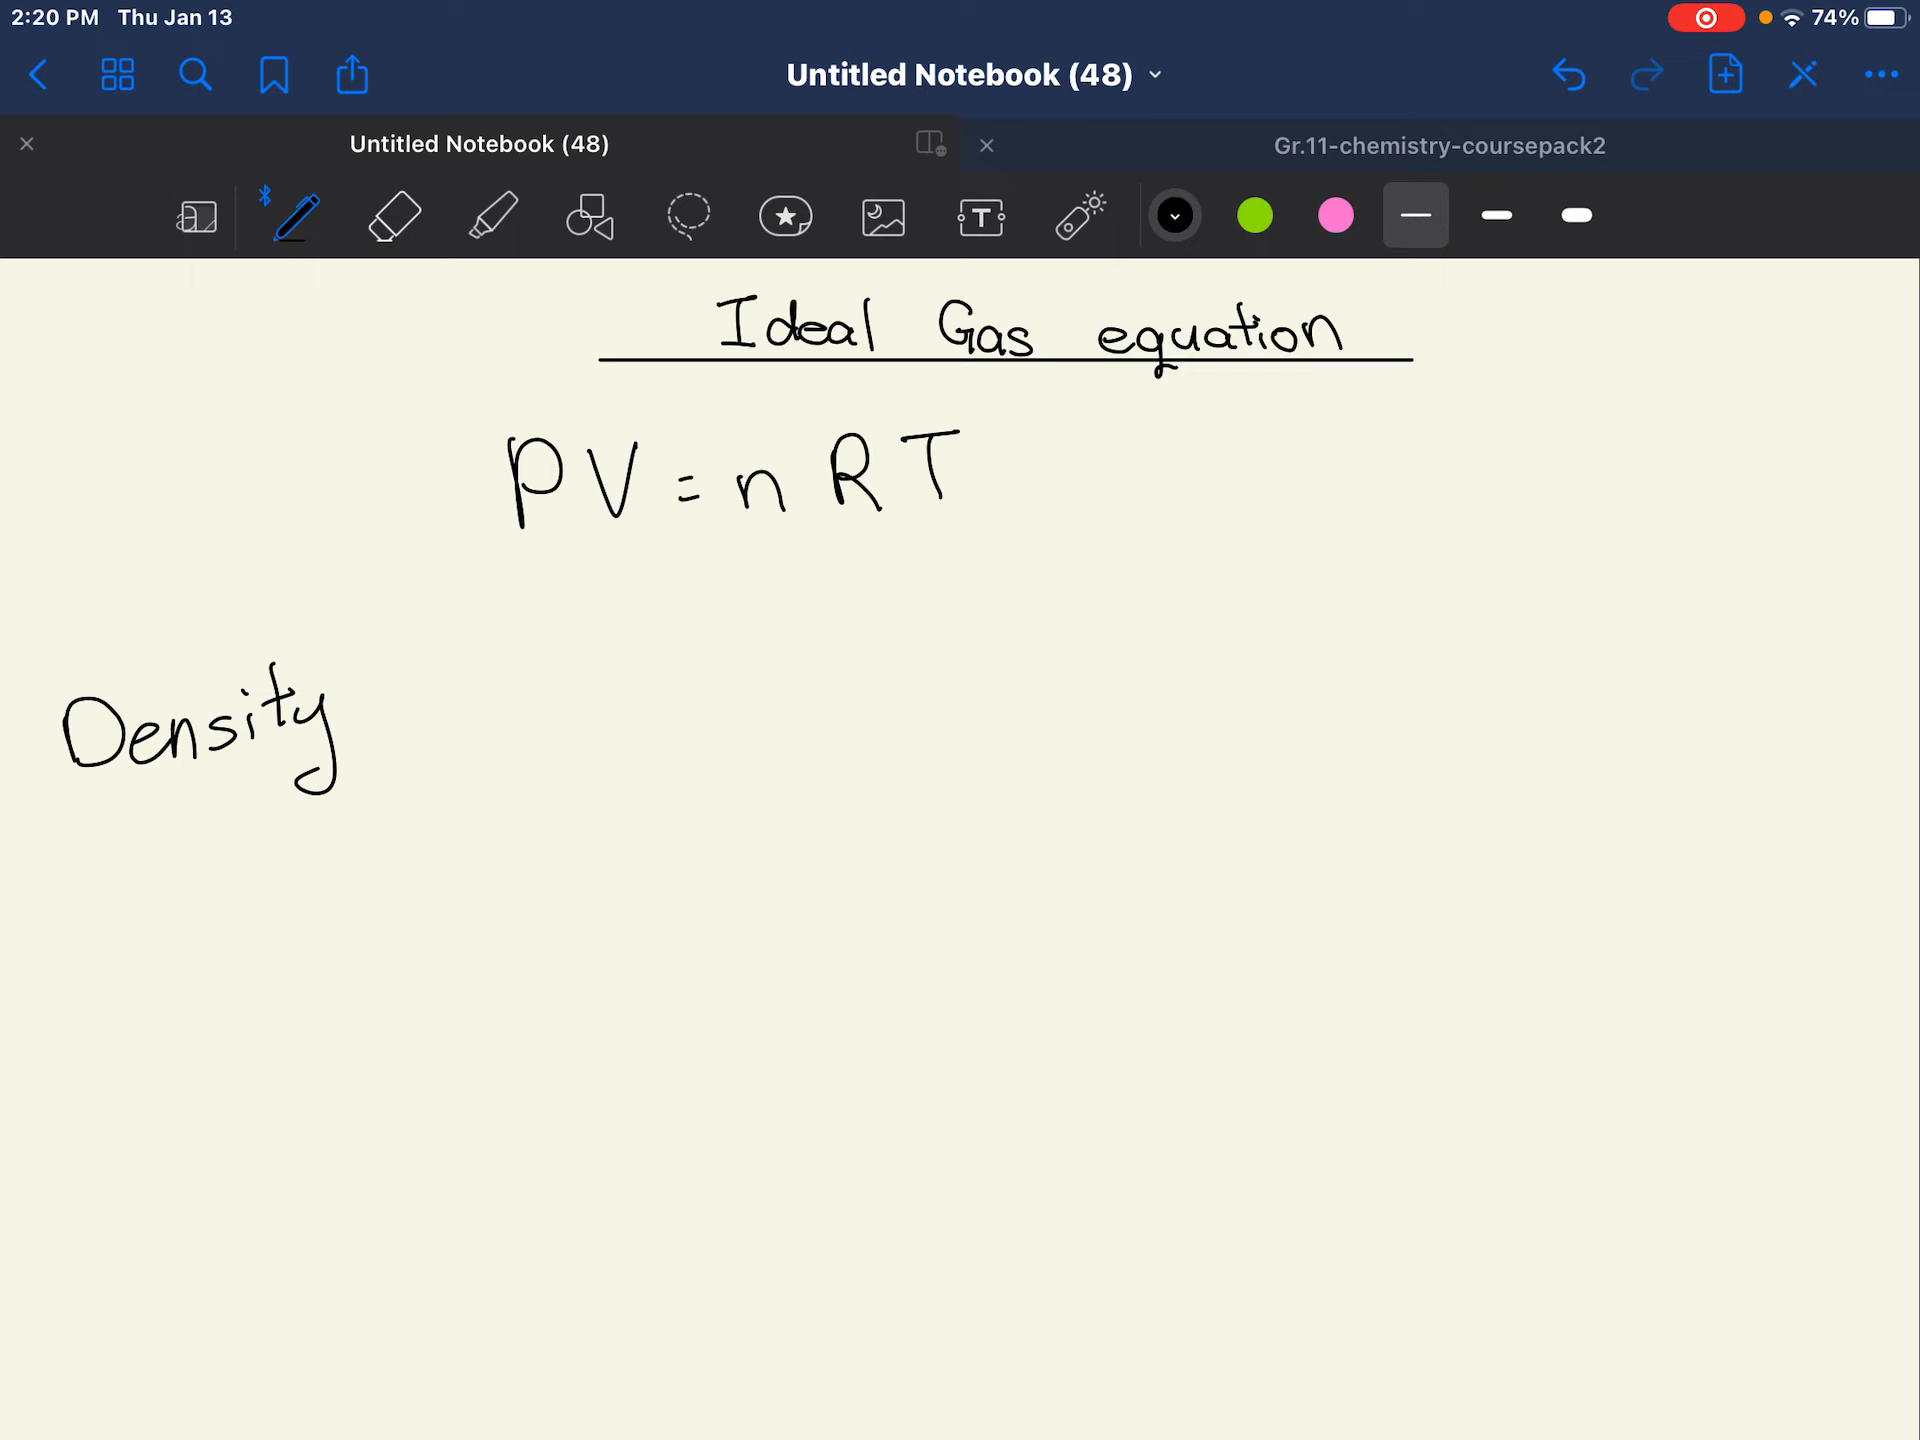 2:20 PM Thu Jan 13 74%
Untitled Notebook (48)
Untitled Notebook (48) Gr.11-chemistry-coursepack2
Ideal Gas equation
PV = nRT
Density